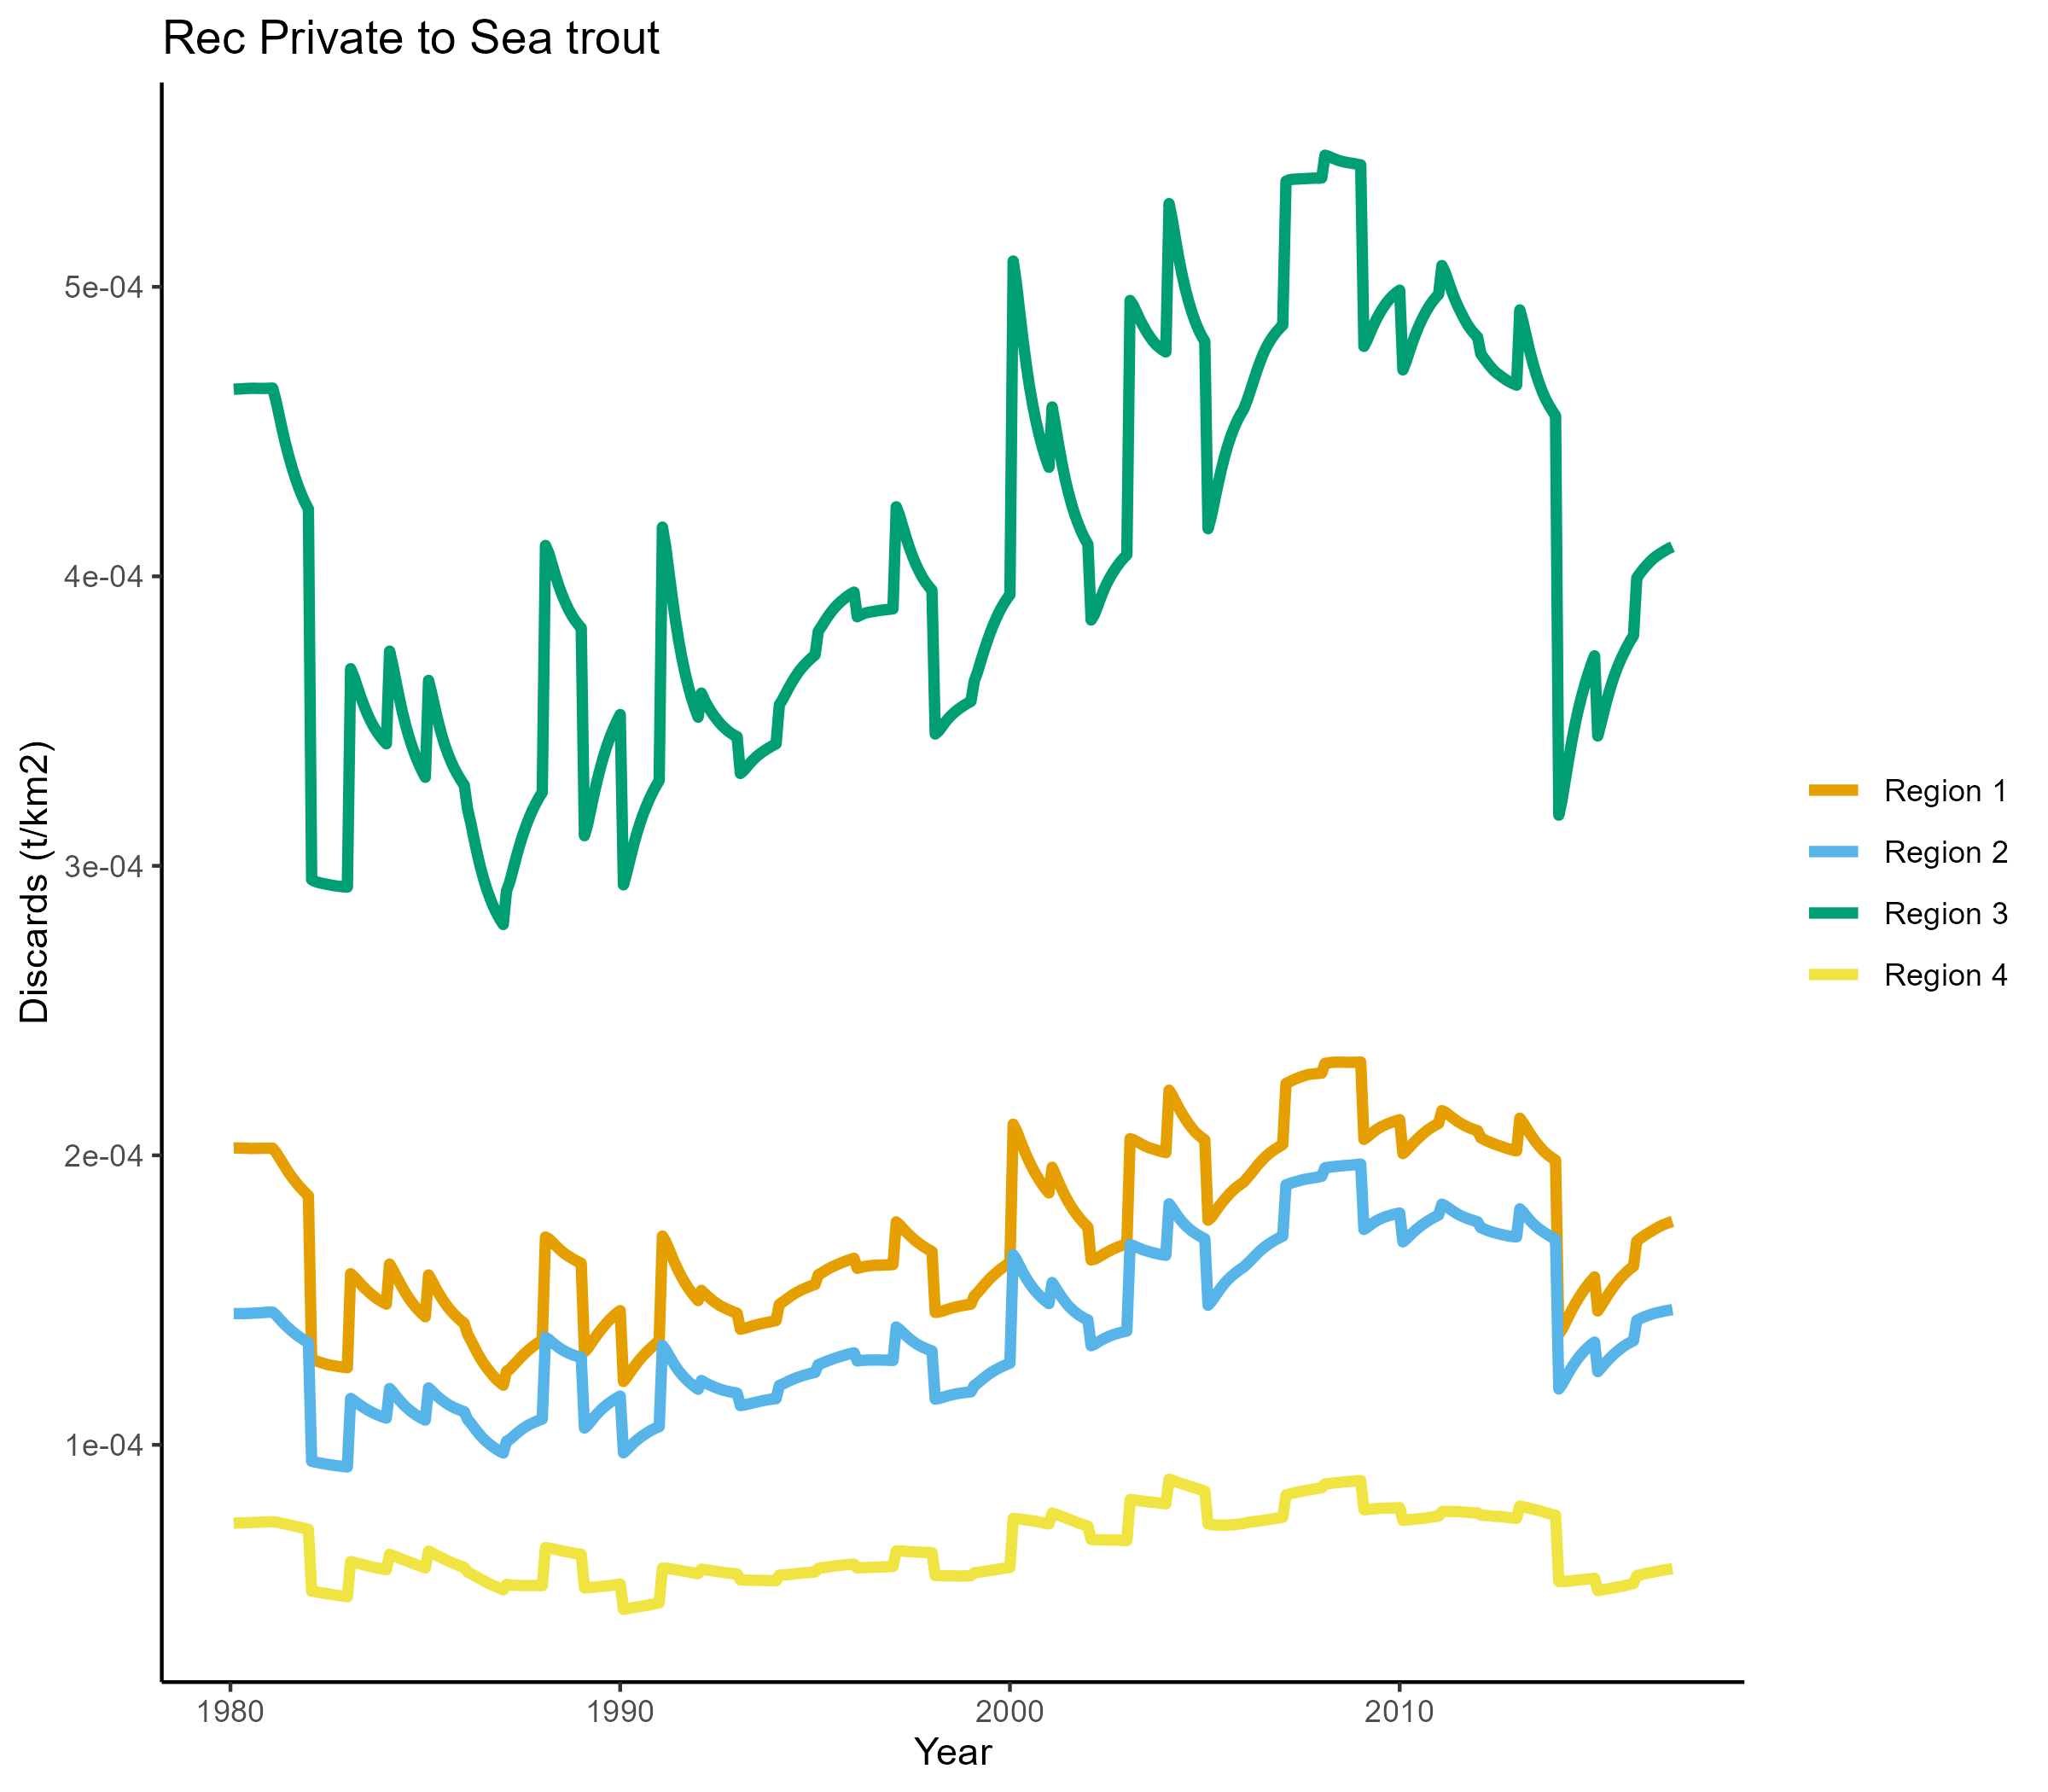 Rec Private to Sea trout
Discards (t/km2)
5e-04
4e-04
3e-04
2e-04
1e-04
1980
1990
2000
2010
Year
Region 1
Region 2
Region 3
Region 4